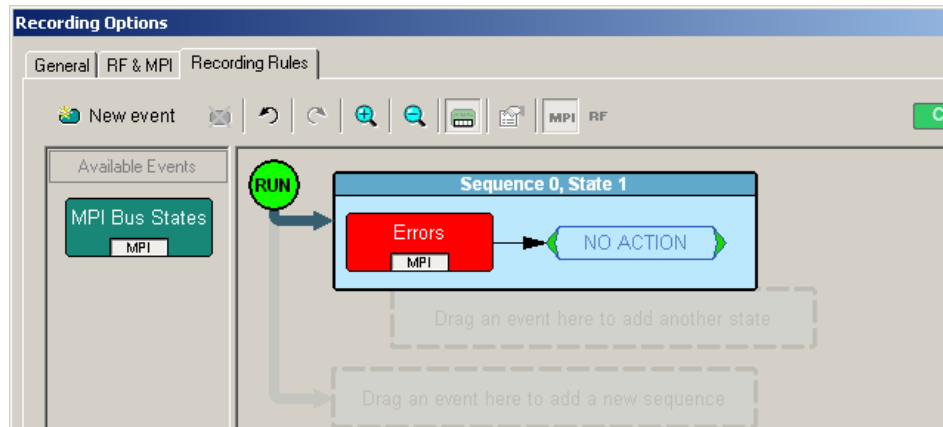 Recording Options
General RF & MPI Recording Rules
New event MPI RF C
Available Events
RUN
Sequence 0, State 1
MPI Bus States
MPI
Errors
MPI
NO ACTION
Drag an event here to add another state
Drag an event here to add a new sequence